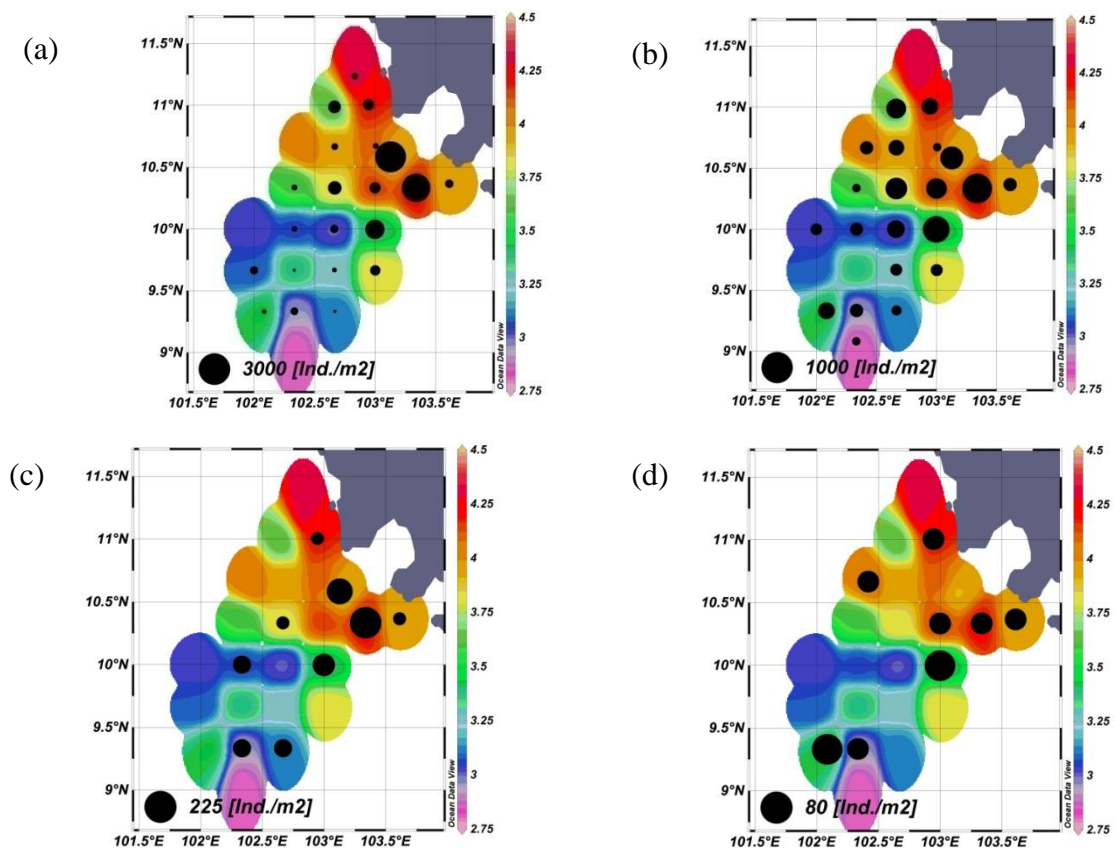 (a)
11.5°N
11°N
10.5°N
10°N
9.5°N
9°N
101.5°E 102°E 102.5°E 103°E 103.5°E
3000 [Ind./m2]
4.5
4.25
4
3.75
3.5
3.25
3
2.75
Ocean Data View
(b)
11.5°N
11°N
10.5°N
10°N
9.5°N
9°N
101.5°E 102°E 102.5°E 103°E 103.5°E
1000 [Ind./m2]
4.5
4.25
4
3.75
3.5
3.25
3
2.75
Ocean Data View
(c)
11.5°N
11°N
10.5°N
10°N
9.5°N
9°N
101.5°E 102°E 102.5°E 103°E 103.5°E
225 [Ind./m2]
4.5
4.25
4
3.75
3.5
3.25
3
2.75
Ocean Data View
(d)
11.5°N
11°N
10.5°N
10°N
9.5°N
9°N
101.5°E 102°E 102.5°E 103°E 103.5°E
80 [Ind./m2]
4.5
4.25
4
3.75
3.5
3.25
3
2.75
Ocean Data View